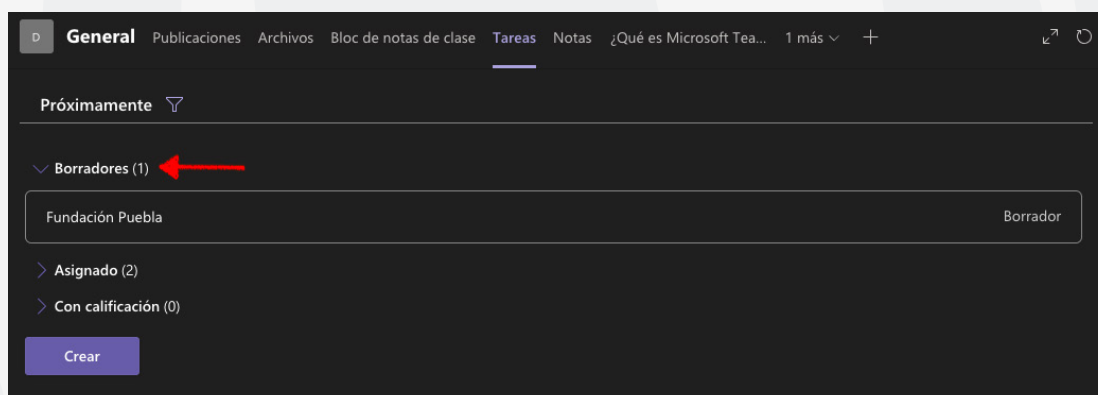 D General Publicaciones Archivos Bloc de notas de clase Tareas Notas ¿Qué es Microsoft Tea... 1 más
Próximamente
Borradores (1)
Fundación Puebla Borrador
Asignado (2)
Con calificación (0)
Crear